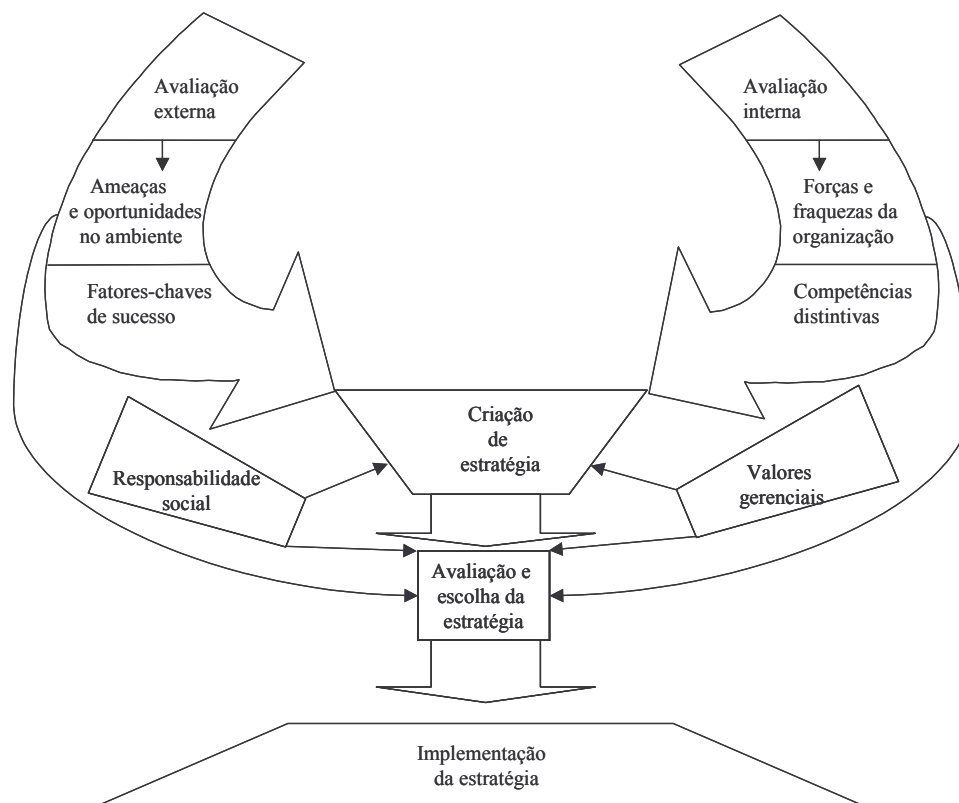 Avaliação
externa
Avaliação
interna
Ameaças
e oportunidades
no ambiente
Forças e
fraquezas da
organização
Fatores-chaves
de sucesso
Competências
distintivas
Criação
de
estratégia
Responsabilidade
social
Valores
gerenciais
Avaliação e
escolha da
estratégia
Implementação
da estratégia